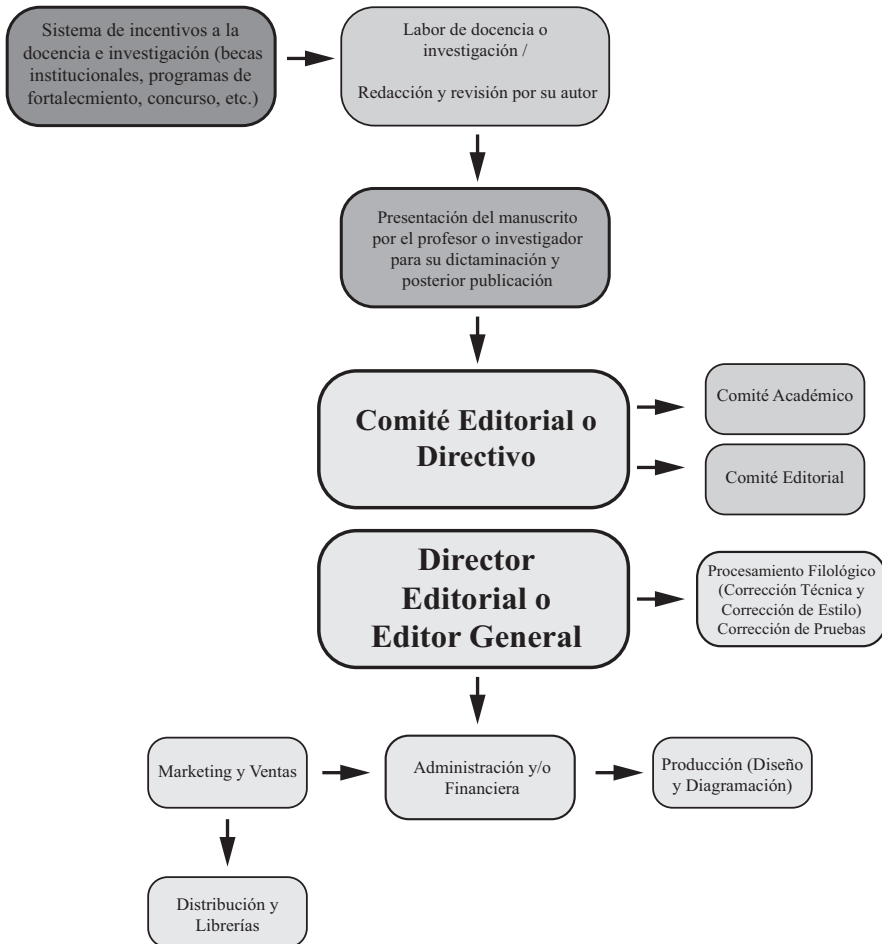 Sistema de incentivos a la
docencia e investigación (becas
institucionales, programas de
fortalecmiento, concurso, etc.)
Labor de docencia o
investigación /
Redacción y revisión por su autor
Presentación del manuscrito
por el profesor o investigador
para su dictaminación y
posterior publicación
Comité Editorial o
Directivo
Comité Académico
Comité Editorial
Director
Editorial o
Editor General
Procesamiento Filológico
(Corrección Técnica y
Corrección de Estilo)
Corrección de Pruebas
Marketing y Ventas
Administración y/o
Financiera
Producción (Diseño
y Diagramación)
Distribución y
Librerías